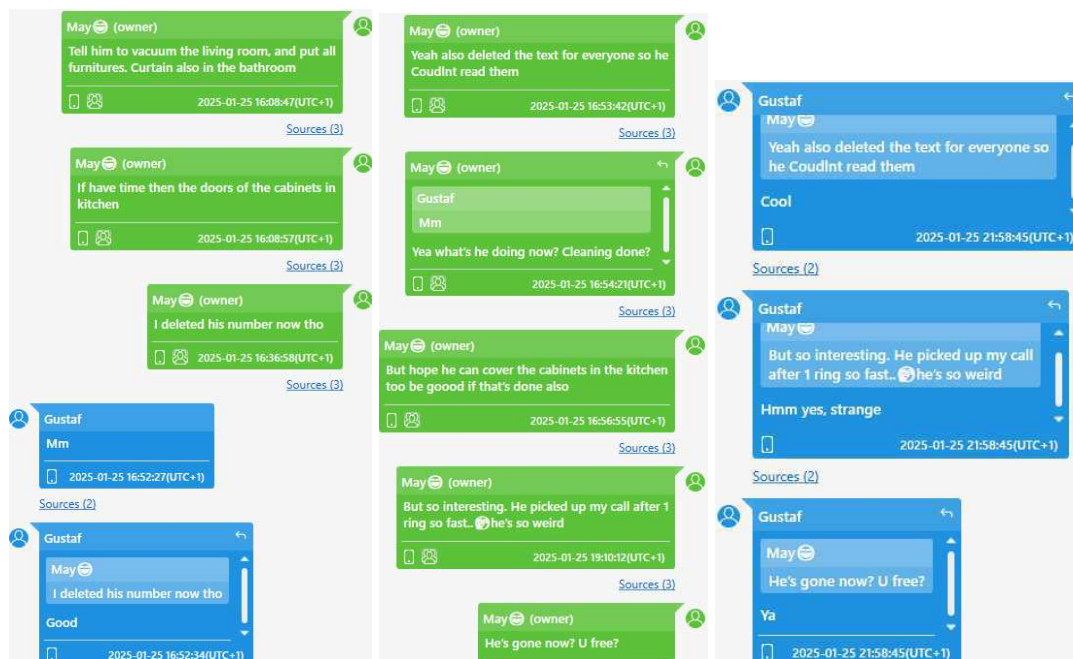 May😄 (owner)
Tell him to vacuum the living room, and put all
furnitures. Curtain also in the bathroom
2025-01-25 16:08:47(UTC+1)
Sources (3)
May😄 (owner)
If have time then the doors of the cabinets in
kitchen
2025-01-25 16:08:57(UTC+1)
Sources (3)
May😄 (owner)
I deleted his number now tho
2025-01-25 16:36:58(UTC+1)
Sources (3)
Gustaf
Mm
2025-01-25 16:52:27(UTC+1)
Sources (2)
Gustaf
May😄
I deleted his number now tho
Good
2025-01-25 16:52:34(UTC+1)
May😄 (owner)
Yeah also deleted the text for everyone so he
Coudlnt read them
2025-01-25 16:53:42(UTC+1)
Sources (3)
May😄 (owner)
Gustaf
Mm
Yea what's he doing now? Cleaning done?
2025-01-25 16:54:21(UTC+1)
Sources (3)
May😄 (owner)
But hope he can cover the cabinets in the kitchen
too be goood if that's done also
2025-01-25 16:56:55(UTC+1)
Sources (3)
May😄 (owner)
But so interesting. He picked up my call after 1
ring so fast..🤔he's so weird
2025-01-25 19:10:12(UTC+1)
Sources (3)
May😄 (owner)
He's gone now? U free?
Gustaf
May😄
Yeah also deleted the text for everyone so
he Coudlnt read them
Cool
2025-01-25 21:58:45(UTC+1)
Sources (2)
Gustaf
May😄
But so interesting. He picked up my call
after 1 ring so fast..🤔he's so weird
Hmm yes, strange
2025-01-25 21:58:45(UTC+1)
Sources (2)
Gustaf
May😄
He's gone now? U free?
Ya
2025-01-25 21:58:45(UTC+1)